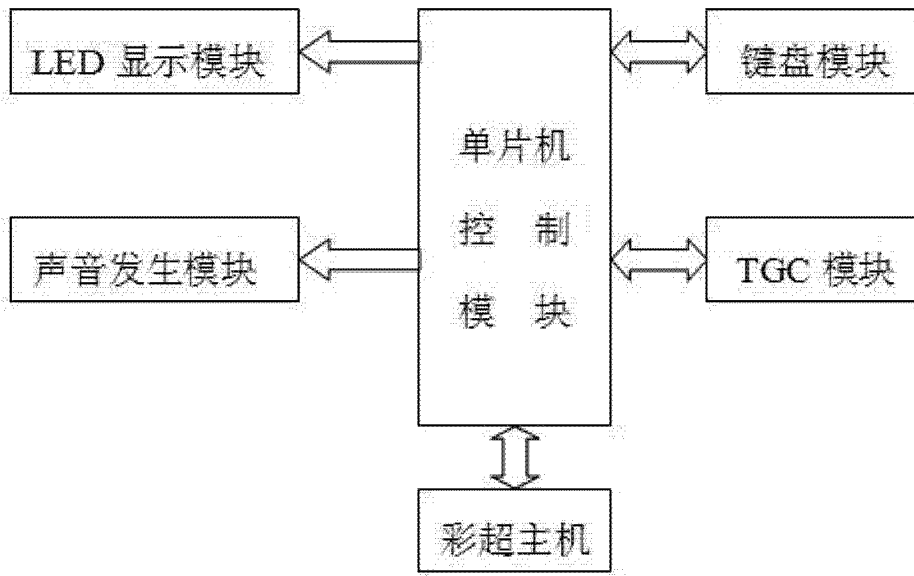 LED 显示模块
键盘模块
单片机
控 制
模 块
声音发生模块
TGC 模块
彩超主机